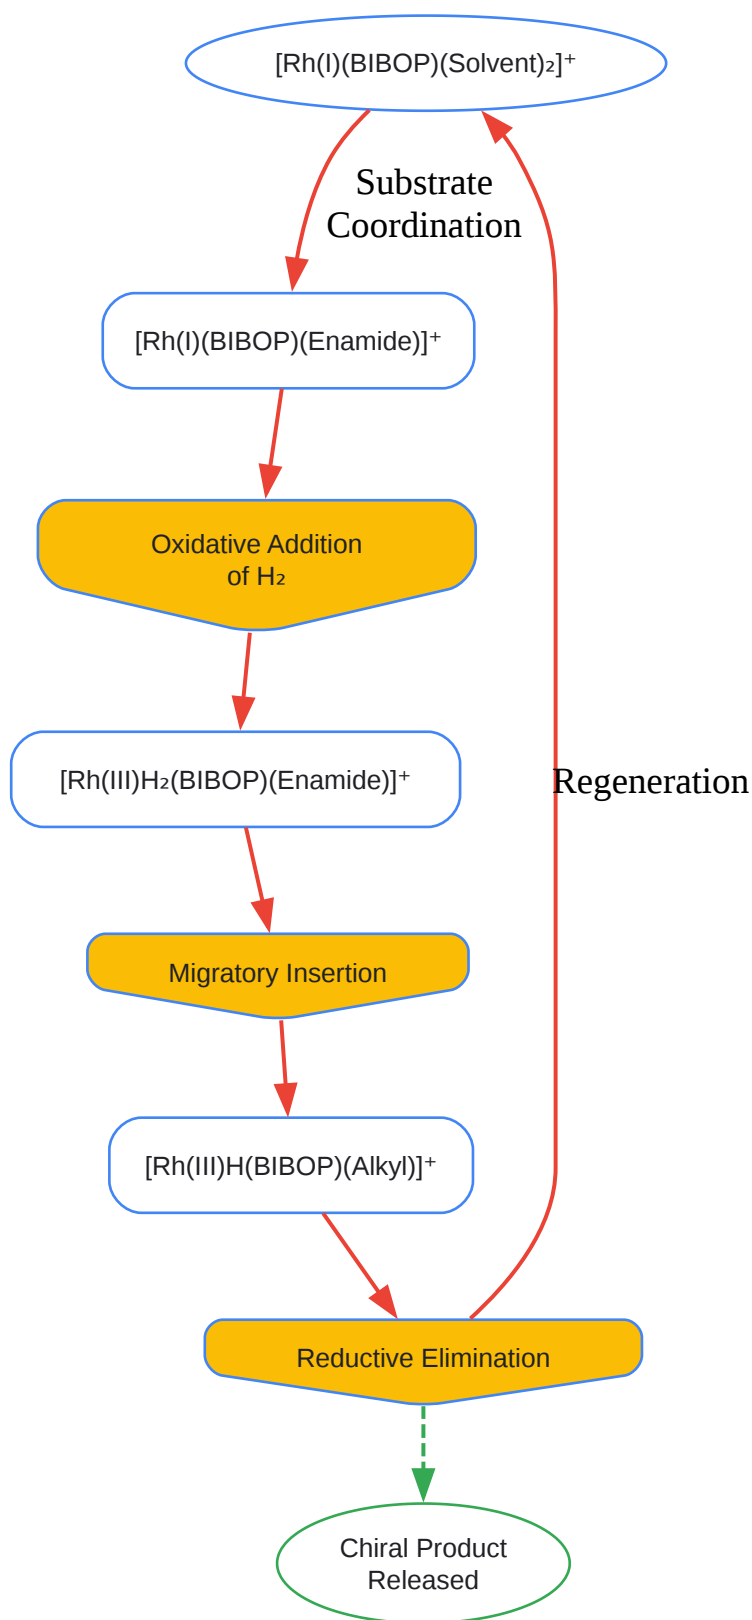 [Rh(I)(BIBOP)(Solvent)₂]⁺
Substrate
Coordination
[Rh(I)(BIBOP)(Enamide)]⁺
Oxidative Addition
of H₂
[Rh(III)H₂(BIBOP)(Enamide)]⁺
Regeneration
Migratory Insertion
[Rh(III)H(BIBOP)(Alkyl)]⁺
Reductive Elimination
Chiral Product
Released